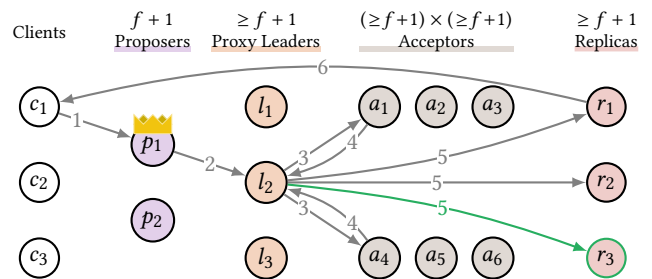 Clients
f + 1
Proposers
≥ f + 1
Proxy Leaders
(≥f+1) × (≥f+1)
Acceptors
≥ f + 1
Replicas
6
c₁
l₁
a₁
a₂
a₃
r₁
1
p₁
4
2
3
5
c₂
l₂
5
r₂
p₂
3
4
5
c₃
l₃
a₄
a₅
a₆
r₃